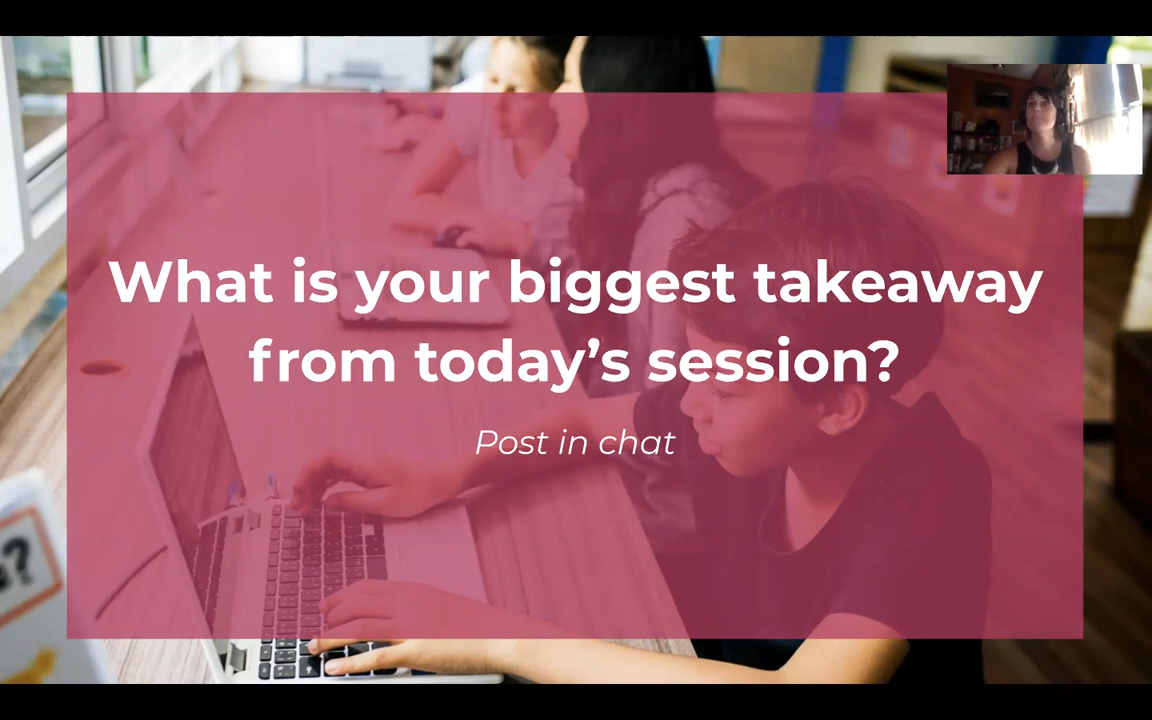 What is your biggest takeaway
from today’s session?
Post in chat
?